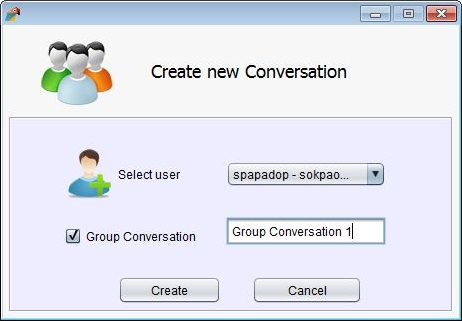 Create new Conversation
Select user
spapadop - sokpao...
Group Conversation
Group Conversation 1
Create
Cancel